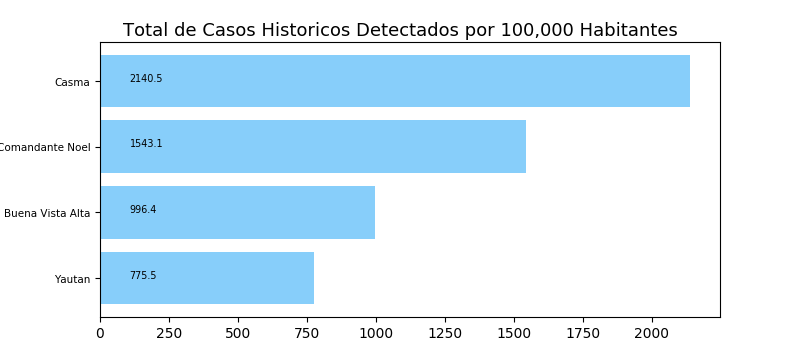 Total de Casos Historicos Detectados por 100,000 Habitantes
Casma 2140.5
Comandante Noel 1543.1
Buena Vista Alta 996.4
Yautan 775.5
0 250 500 750 1000 1250 1500 1750 2000